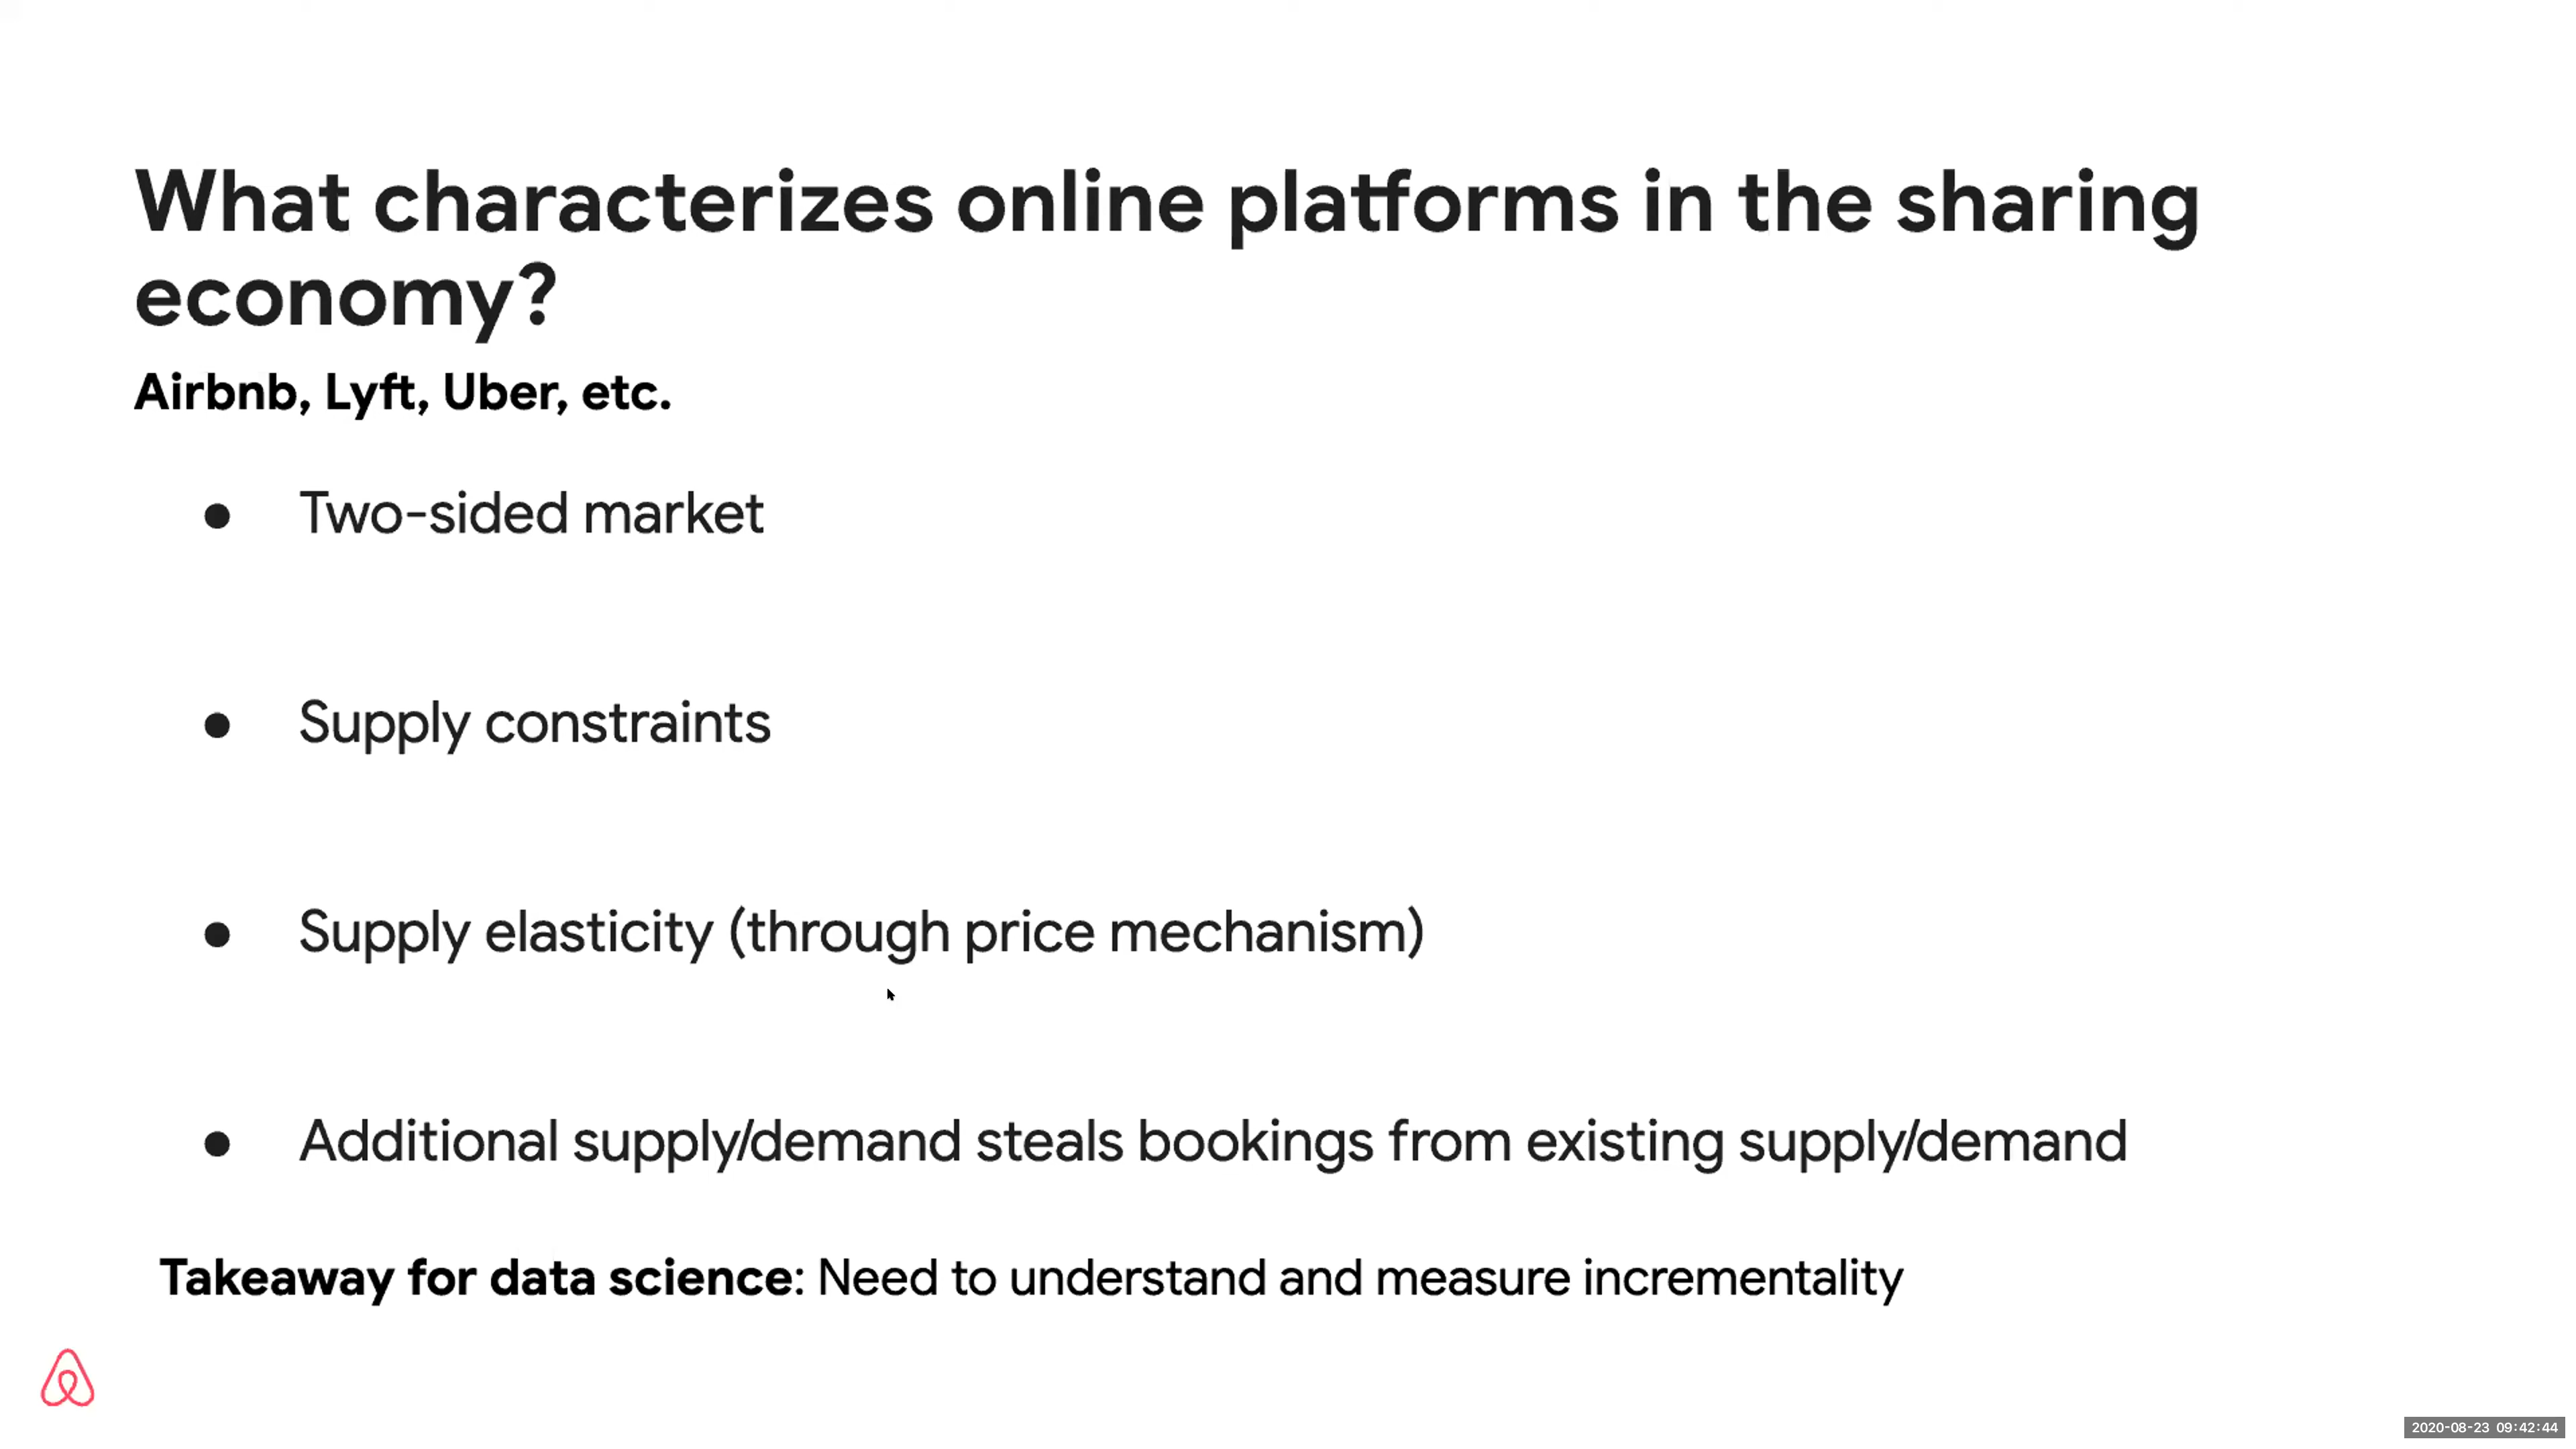 What characterizes online platforms in the sharing
economy?
Airbnb, Lyft, Uber, etc.
● Two-sided market
● Supply constraints
● Supply elasticity (through price mechanism)
● Additional supply/demand steals bookings from existing supply/demand
Takeaway for data science: Need to understand and measure incrementality
2020-08-23 09:42:44